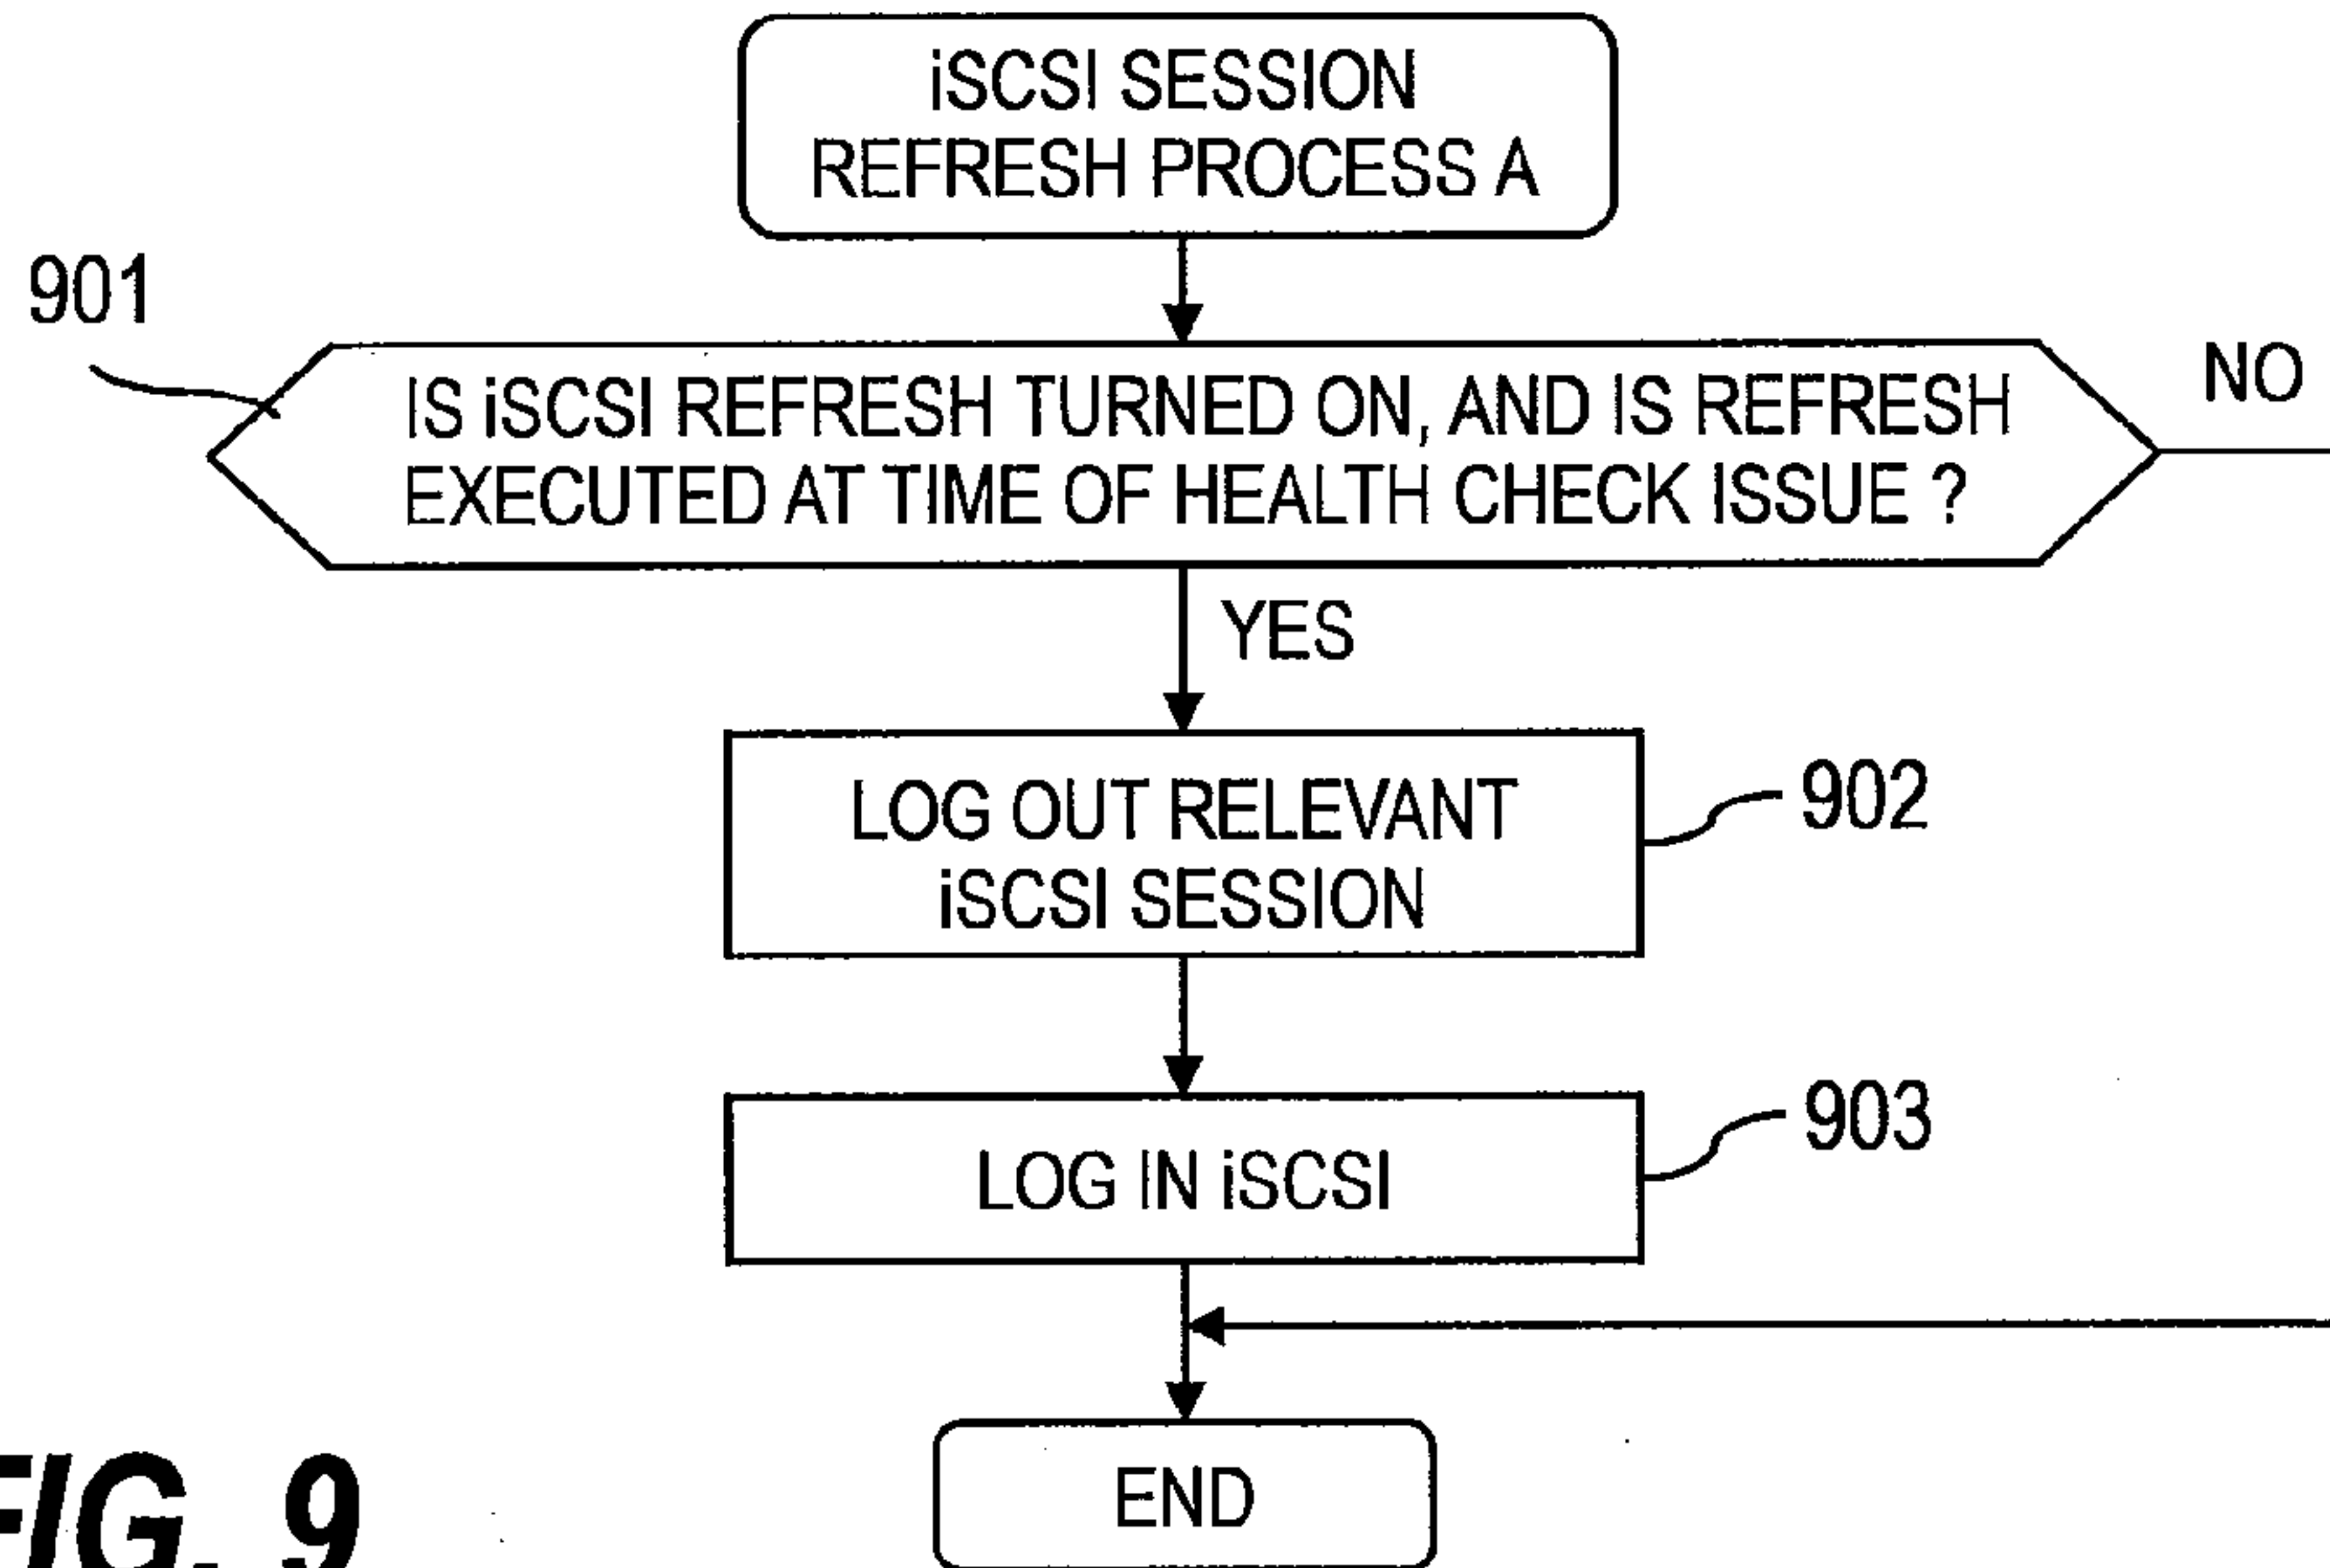 iSCSI SESSION
REFRESH PROCESS A
901
IS iSCSI REFRESH TURNED ON, AND IS REFRESH
EXECUTED AT TIME OF HEALTH CHECK ISSUE ?
NO
YES
LOG OUT RELEVANT
iSCSI SESSION
902
LOG IN iSCSI
903
END
FIG. 9